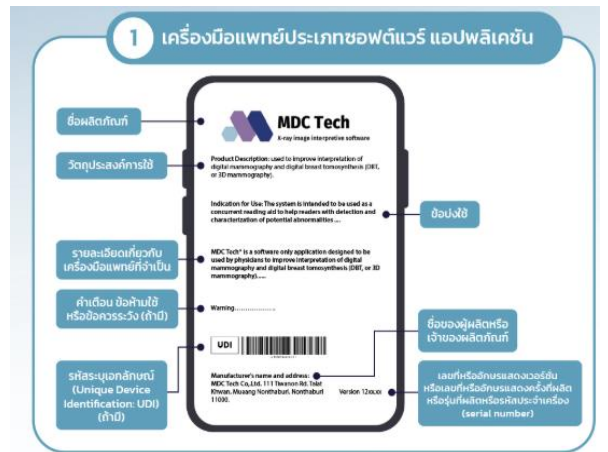 1 เครื่องมือแพทย์ประเภทซอฟต์แวร์ แอปพลิเคชัน
ชื่อผลิตภัณฑ์
MDC Tech
X-ray image interpretive software
วัตถุประสงค์การใช้
Product Description: used to improve interpretation of
digital mammography and digital breast tomosynthesis (DBT,
or 3D mammography).
Indication for Use: The system is intended to be used as a
concurrent reading aid to help readers with detection and
characterization of potential abnormalities ....
ข้อบ่งใช้
รายละเอียดเกี่ยวกับ
เครื่องมือแพทย์ที่จำเป็น
MDC Tech® is a software only application designed to be
used by physicians to improve interpretation of digital
mammography and digital breast tomosynthesis (DBT, or 3D
mammography).....
คำเตือน ข้อห้ามใช้
หรือข้อควรระวัง (ถ้ามี)
Warning................
ชื่อของผู้ผลิตหรือ
เจ้าของผลิตภัณฑ์
UDI
รหัสระบุเอกลักษณ์
(Unique Device
Identification: UDI)
(ถ้ามี)
Manufacturer's name and address:
MDC Tech Co,.Ltd. 111 Tiwanon Rd. Talat
Khwan, Muaang Nonthaburi, Nonthaburi
11000.
Version 12xx.xx
เลขที่หรืออักษรแสดงเวอร์ชัน
หรือเลขที่หรืออักษรแสดงครั้งที่ผลิต
หรือรุ่นที่ผลิตหรือรหัสประจำเครื่อง
(serial number)